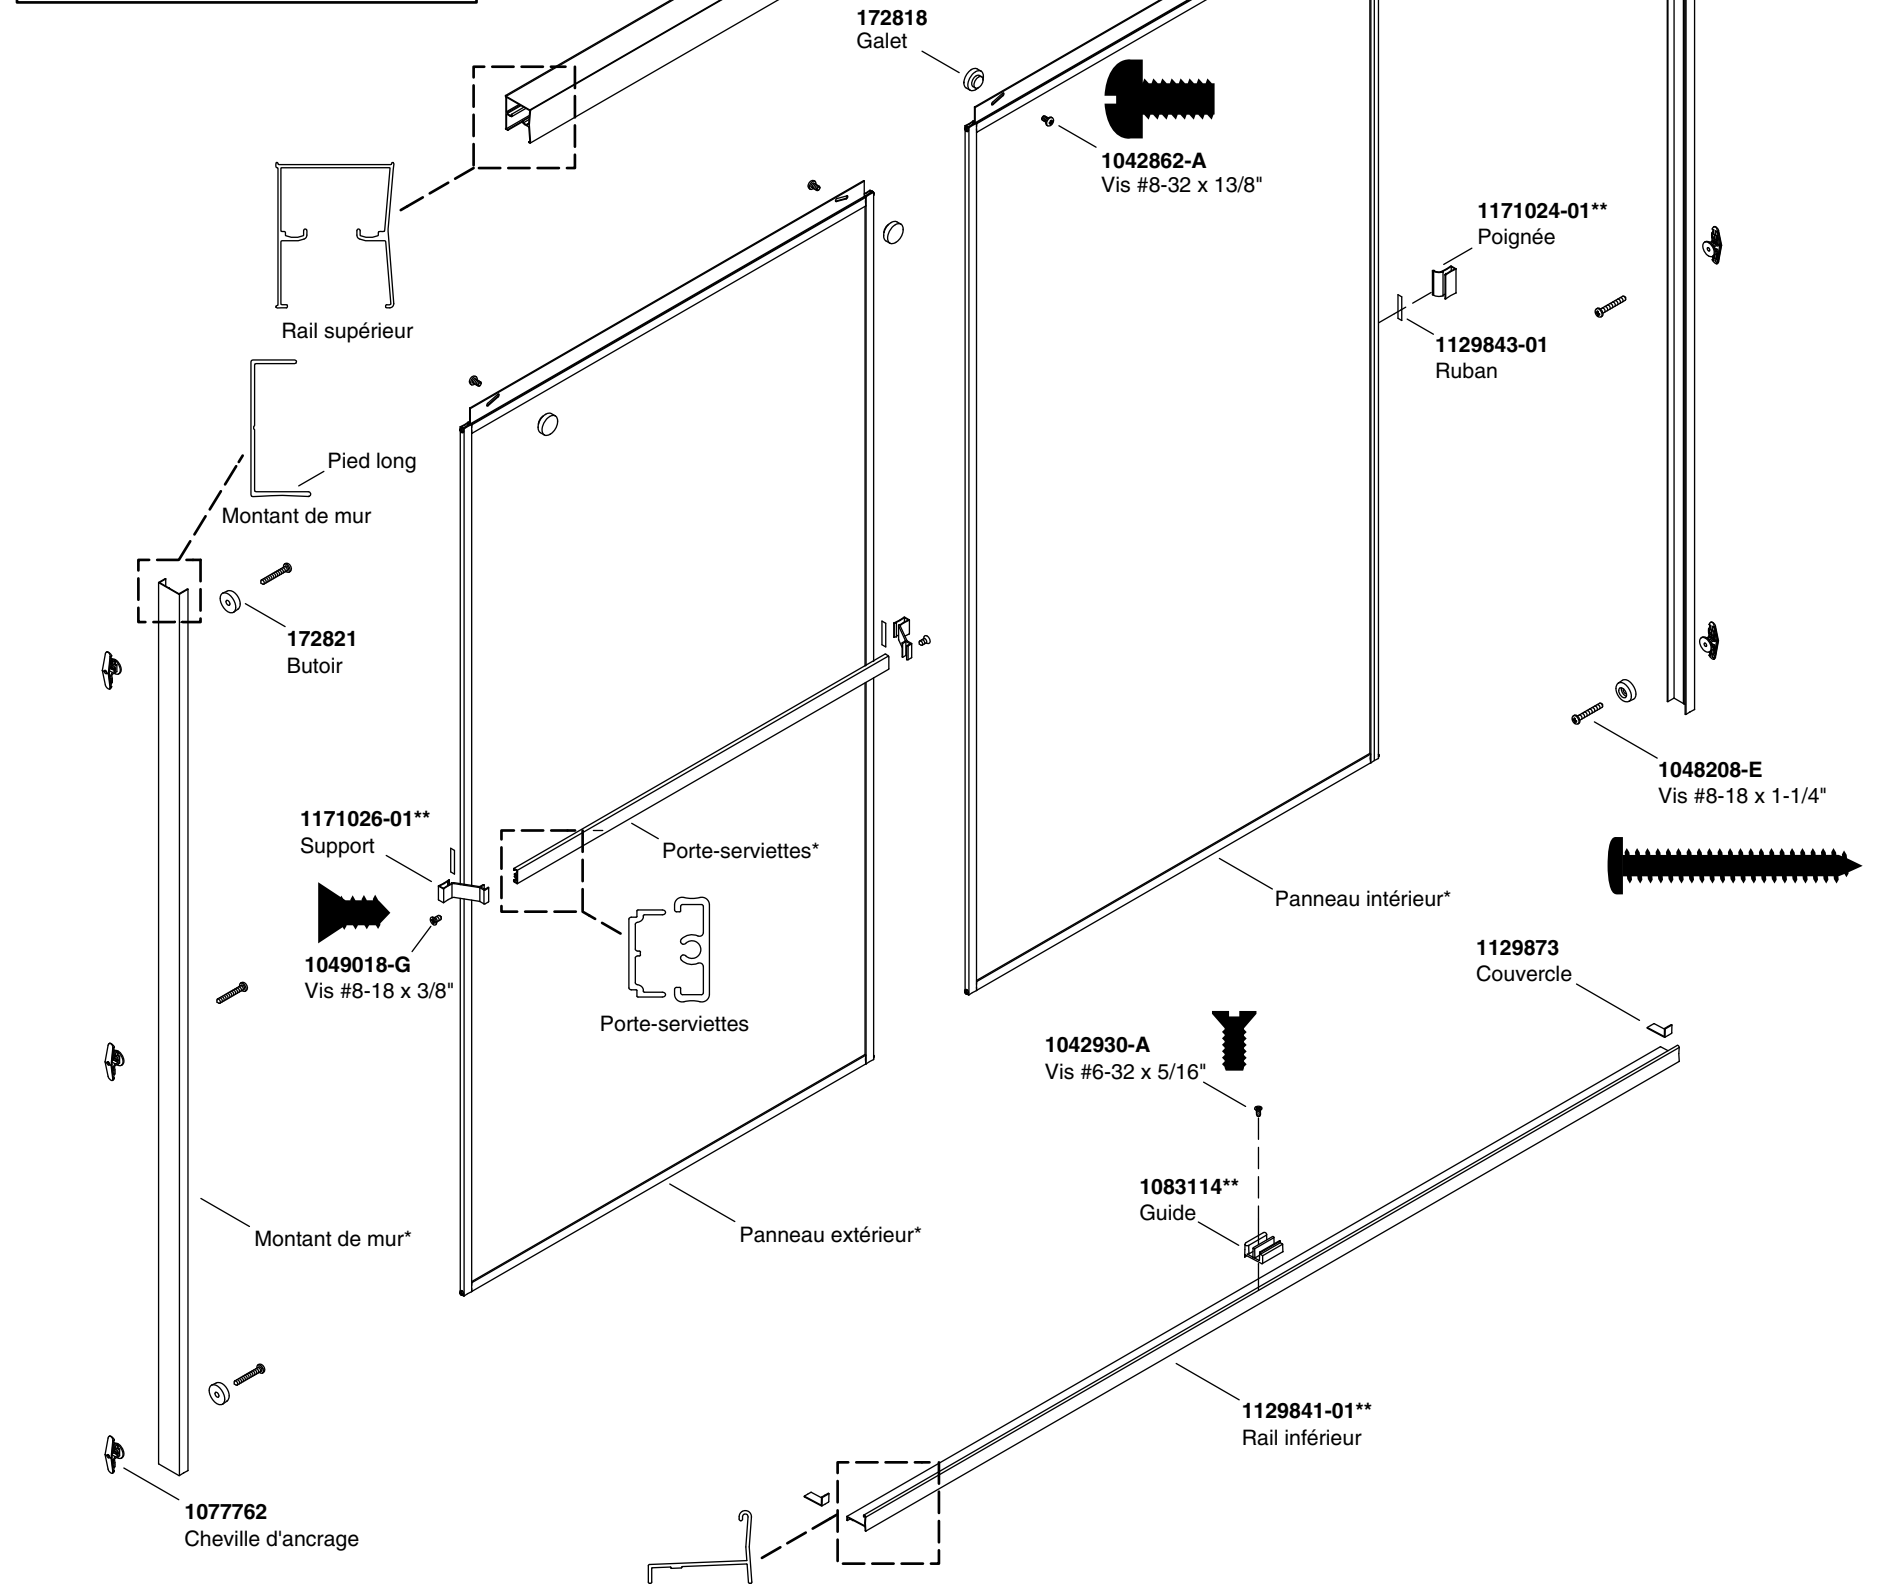 172818
Galet
1042862-A
Vis #8-32 x 13/8"
1171024-01**
Poignée
Rail supérieur
1129843-01
Ruban
Pied long
Montant de mur
172821
Butoir
1048208-E
Vis #8-18 x 1-1/4"
1171026-01**
Support
Porte-serviettes*
Panneau intérieur*
1049018-G
Vis #8-18 x 3/8"
Porte-serviettes
1129873
Couvercle
1042930-A
Vis #6-32 x 5/16"
1083114**
Guide
Montant de mur*
Panneau extérieur*
1129841-01**
Rail inférieur
1077762
Cheville d'ancrage